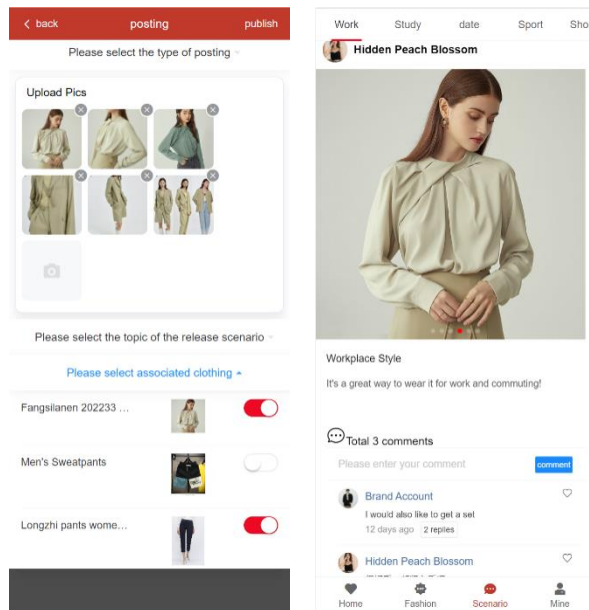 back posting publish
Please select the type of posting
Upload Pics
Please select the topic of the release scenario
Please select associated clothing
Fangsilanen 202233 ...
Men's Sweatpants
Longzhi pants wome...
Work Study date Sport Sho
Hidden Peach Blossom
Workplace Style
It's a great way to wear it for work and commuting!
Total 3 comments
Please enter your comment comment
Brand Account
I would also like to get a set
12 days ago 2 replies
Hidden Peach Blossom
Home Fashion Scenario Mine